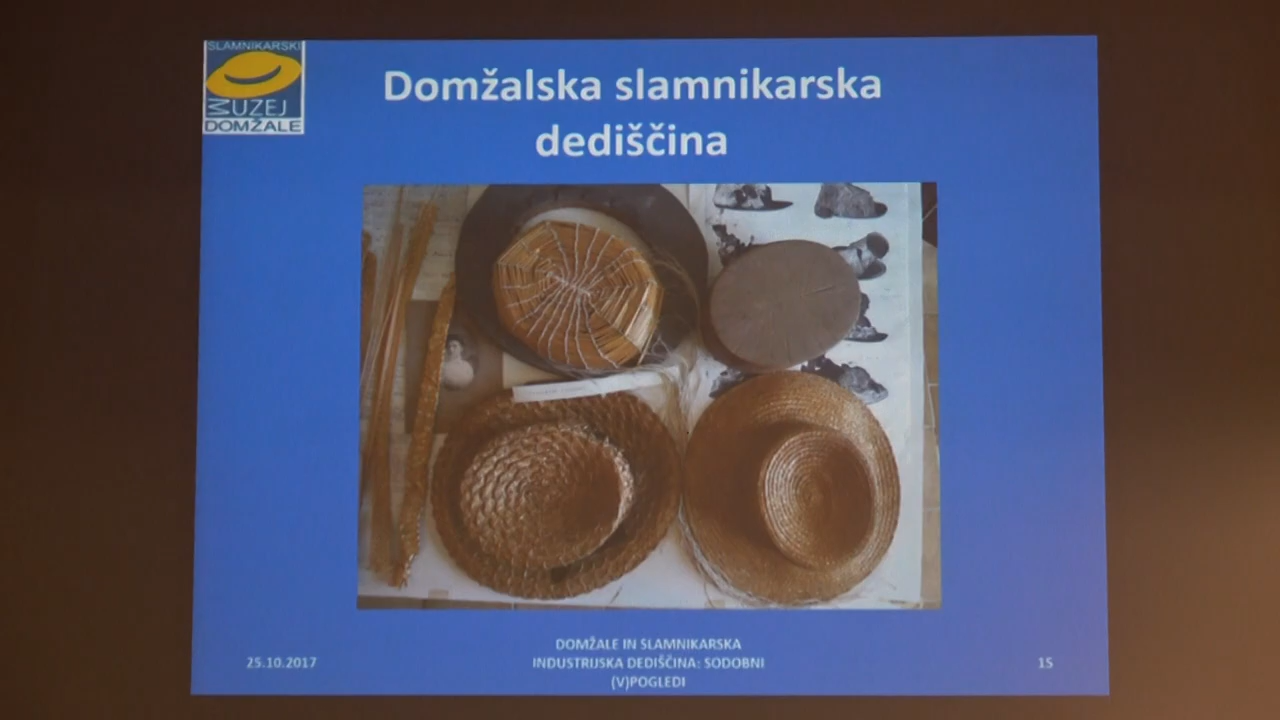 SLAMNIKARSKI
MUZEJ
DOMŽALE
Domžalska slamnikarska
dediščina
25.10.2017
DOMŽALE IN SLAMNIKARSKA
INDUSTRIJSKA DEDIŠČINA: SODOBNI
(V)POGLEDI
15